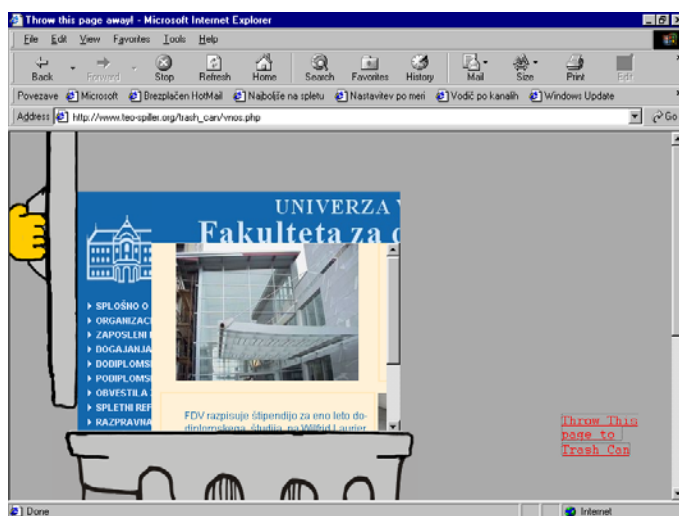 Throw this page away! - Microsoft Internet Explorer
File Edit View Favorites Tools Help
Back Forward Stop Refresh Home Search Favorites History Mail Size Print Edit
Povezave Microsoft Brezplačen HotMail Najboljše na spletu Nastavitev po meri Vodič po kanalih Windows Update
Address http://www.teo-spiller.org/trash_can/vnos.php Go
UNIVERZA V
Fakulteta za d
SPLOŠNO O
ORGANIZACI
ZAPOSLENI
DOGAJANJA
DODIPLOMS
PODIPLOMS
OBVESTILA
SPLETNI REF
RAZPRAVNA
FDV razpisuje štipendijo za eno leto do-
diplomskega študija na Wilfrid Laurier
Throw This
page to
Trash Can
Done Internet